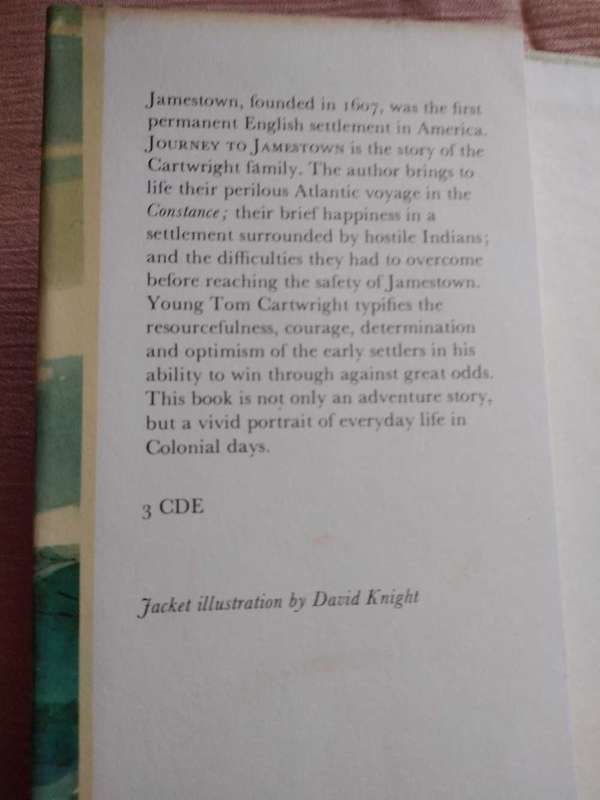 Jamestown, founded in 1607, was the first
permanent English settlement in America.
JOURNEY TO JAMESTOWN is the story of the
Cartwright family. The author brings to
life their perilous Atlantic voyage in the
Constance; their brief happiness in a
settlement surrounded by hostile Indians;
and the difficulties they had to overcome
before reaching the safety of Jamestown.
Young Tom Cartwright typifies the
resourcefulness, courage, determination
and optimism of the early settlers in his
ability to win through against great odds.
This book is not only an adventure story,
but a vivid portrait of everyday life in
Colonial days.
3 CDE
Jacket illustration by David Knight